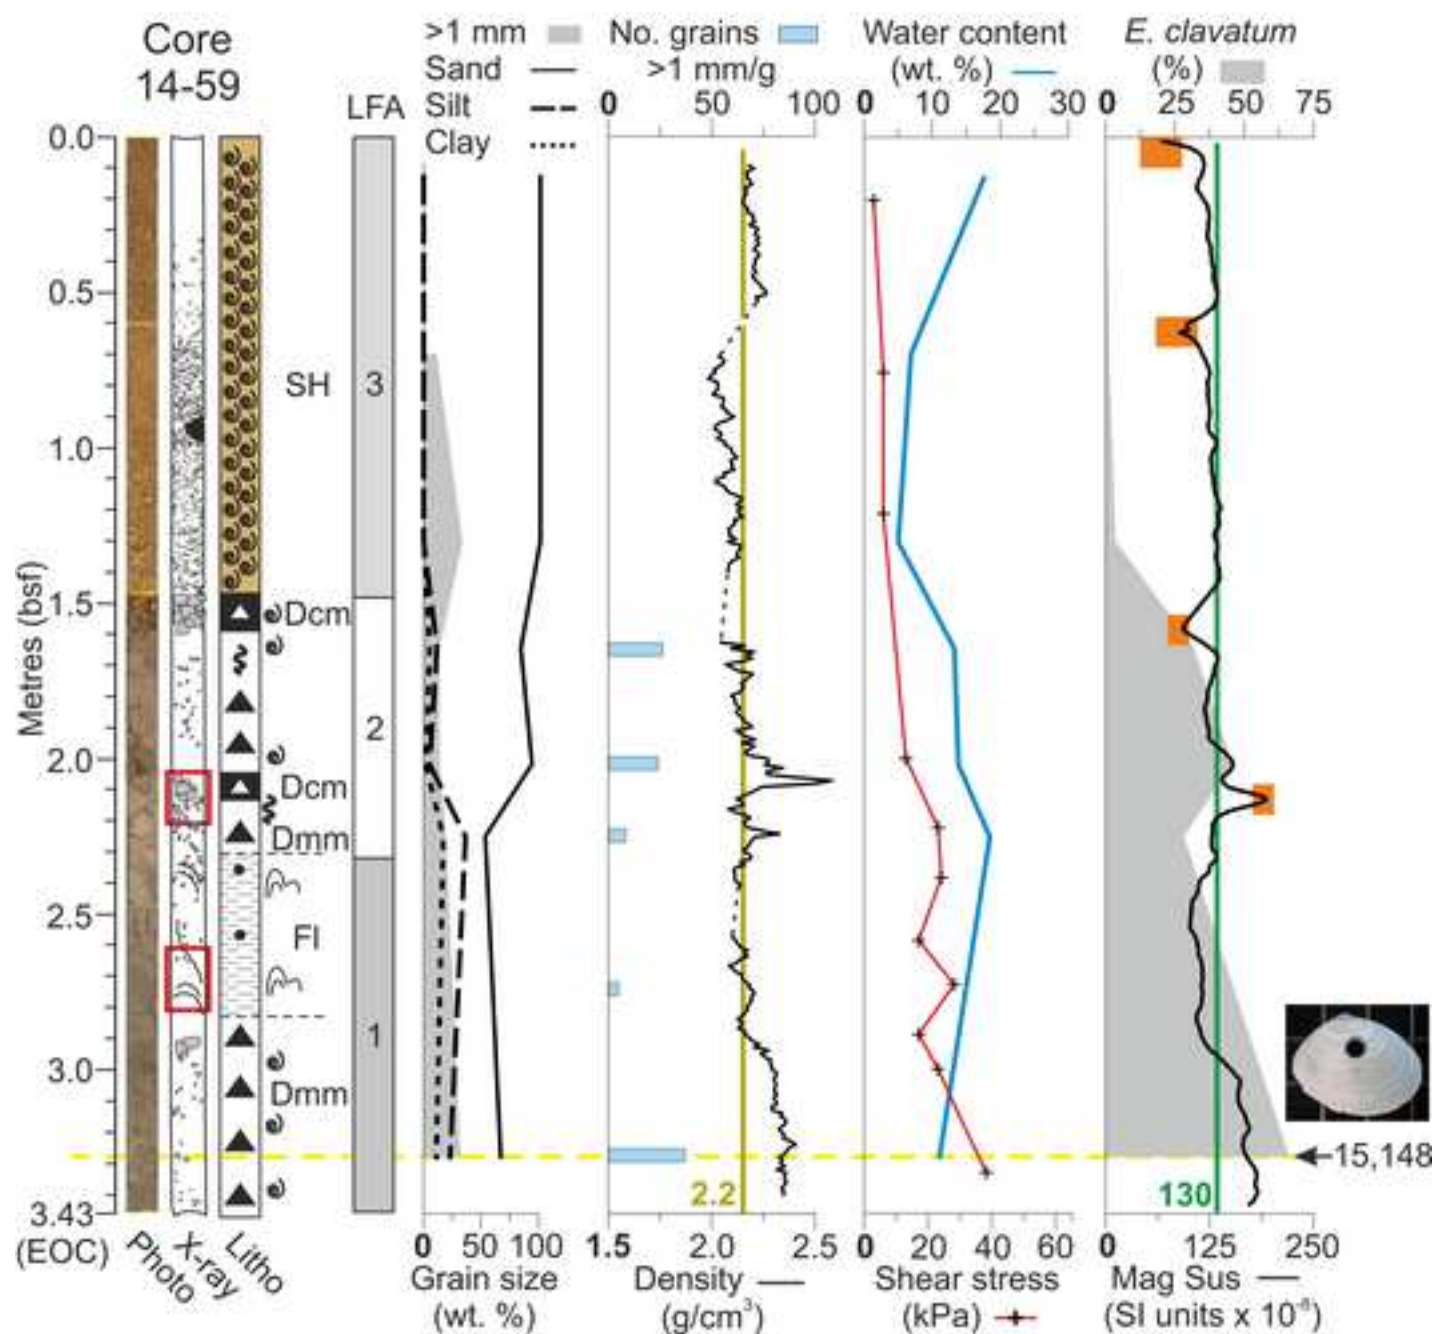 Core
14-59
LFA
>1 mm
Sand
Silt
Clay
No. grains
>1 mm/g
0 50 100
Water content
(wt. %)
0 10 20 30
E. clavatum
(%)
0 25 50 75
Metres (bsf)
0.0
0.5
1.0
1.5
2.0
2.5
3.0
3.43
(EOC)
SH
Dcm
Dcm
Dmm
Fl
Dmm
3
2
1
2.2
130
15,148
Photo
X-ray
Litho
0 50 100
Grain size
(wt. %)
1.5 2.0 2.5
Density
(g/cm³)
0 20 40 60
Shear stress
(kPa)
0 125 250
Mag Sus
(SI units x 10⁻⁸)